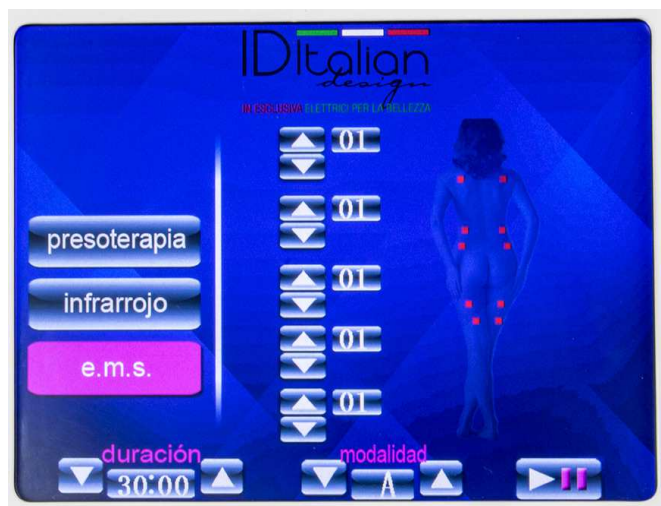 IDItalian
design
IN ESCLUSIVA ELETTRICI PER LA BELLEZZA
01
01
presoterapia
01
infrarrojo
01
e.m.s.
01
duración
modalidad
30:00
A